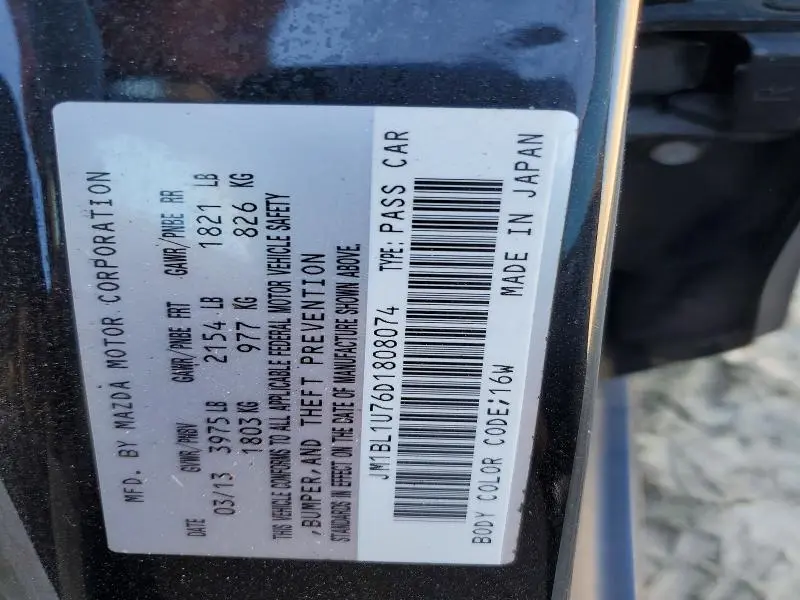 MFD. BY MAZDA MOTOR CORPORATION
DATE GVWR/PNBV GAWR/PNBE FRT GAWR/PNBE RR
03/13 3975 LB 2154 LB 1821 LB
1803 KG 977 KG 826 KG
THIS VEHICLE CONFORMS TO ALL APPLICABLE FEDERAL MOTOR VEHICLE SAFETY
,BUMPER, AND THEFT PREVENTION
STANDARDS IN EFFECT ON THE DATE OF MANUFACTURE SHOWN ABOVE.
JM1BL1U76D1808074 TYPE: PASS CAR
BODY COLOR CODE;16W MADE IN JAPAN